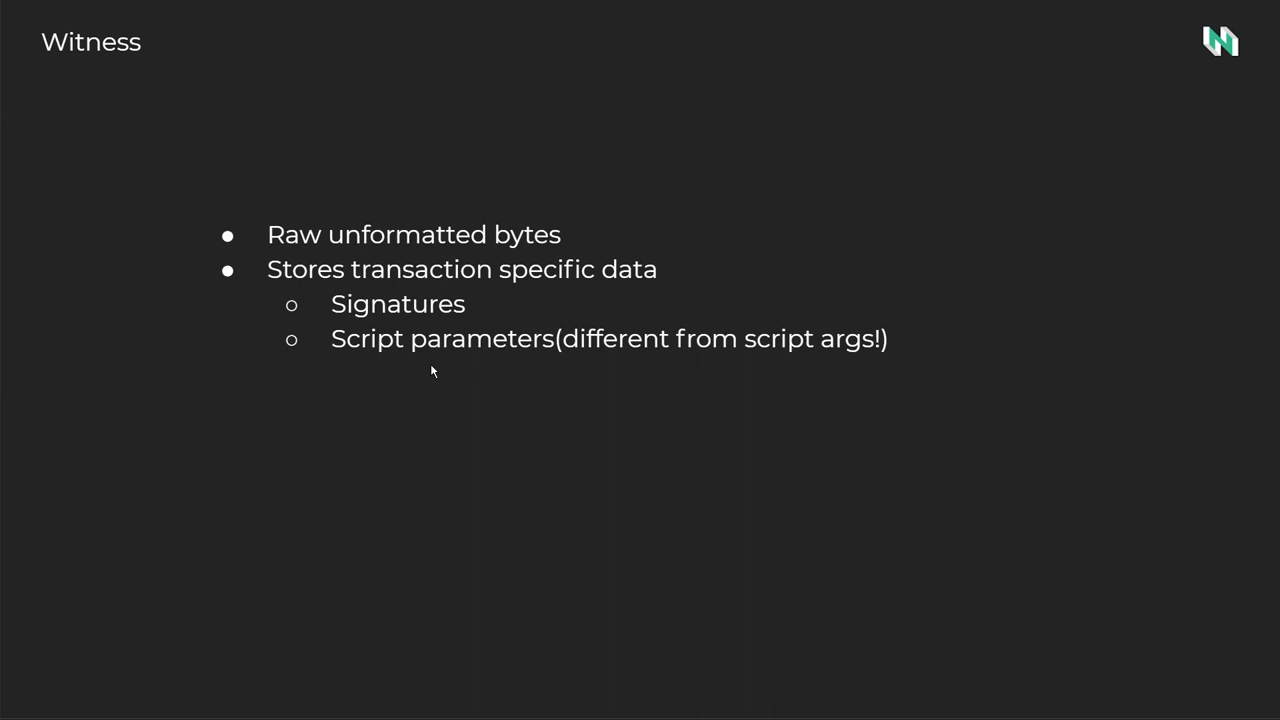 Witness
● Raw unformatted bytes
● Stores transaction specific data
○ Signatures
○ Script parameters(different from script args!)